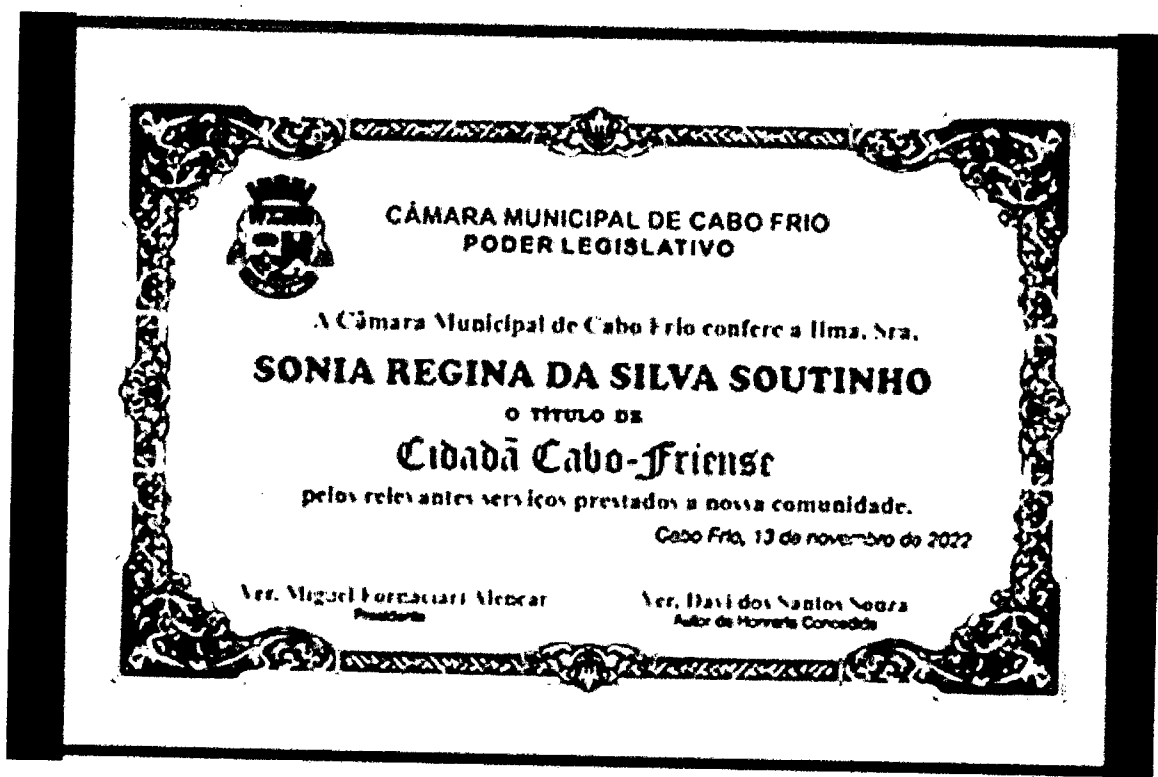 CÂMARA MUNICIPAL DE CABO FRIO
PODER LEGISLATIVO
A Câmara Municipal de Cabo Frio confere a Ilma. Sra.
SONIA REGINA DA SILVA SOUTINHO
O TÍTULO DE
Cidadã Cabo-Friense
pelos relevantes serviços prestados a nossa comunidade.
Cabo Frio, 13 de novembro de 2022
Ver. Miguel Fornaciari Alencar
Presidente
Ver. Davi dos Santos Souza
Autor da Honraria Concedida